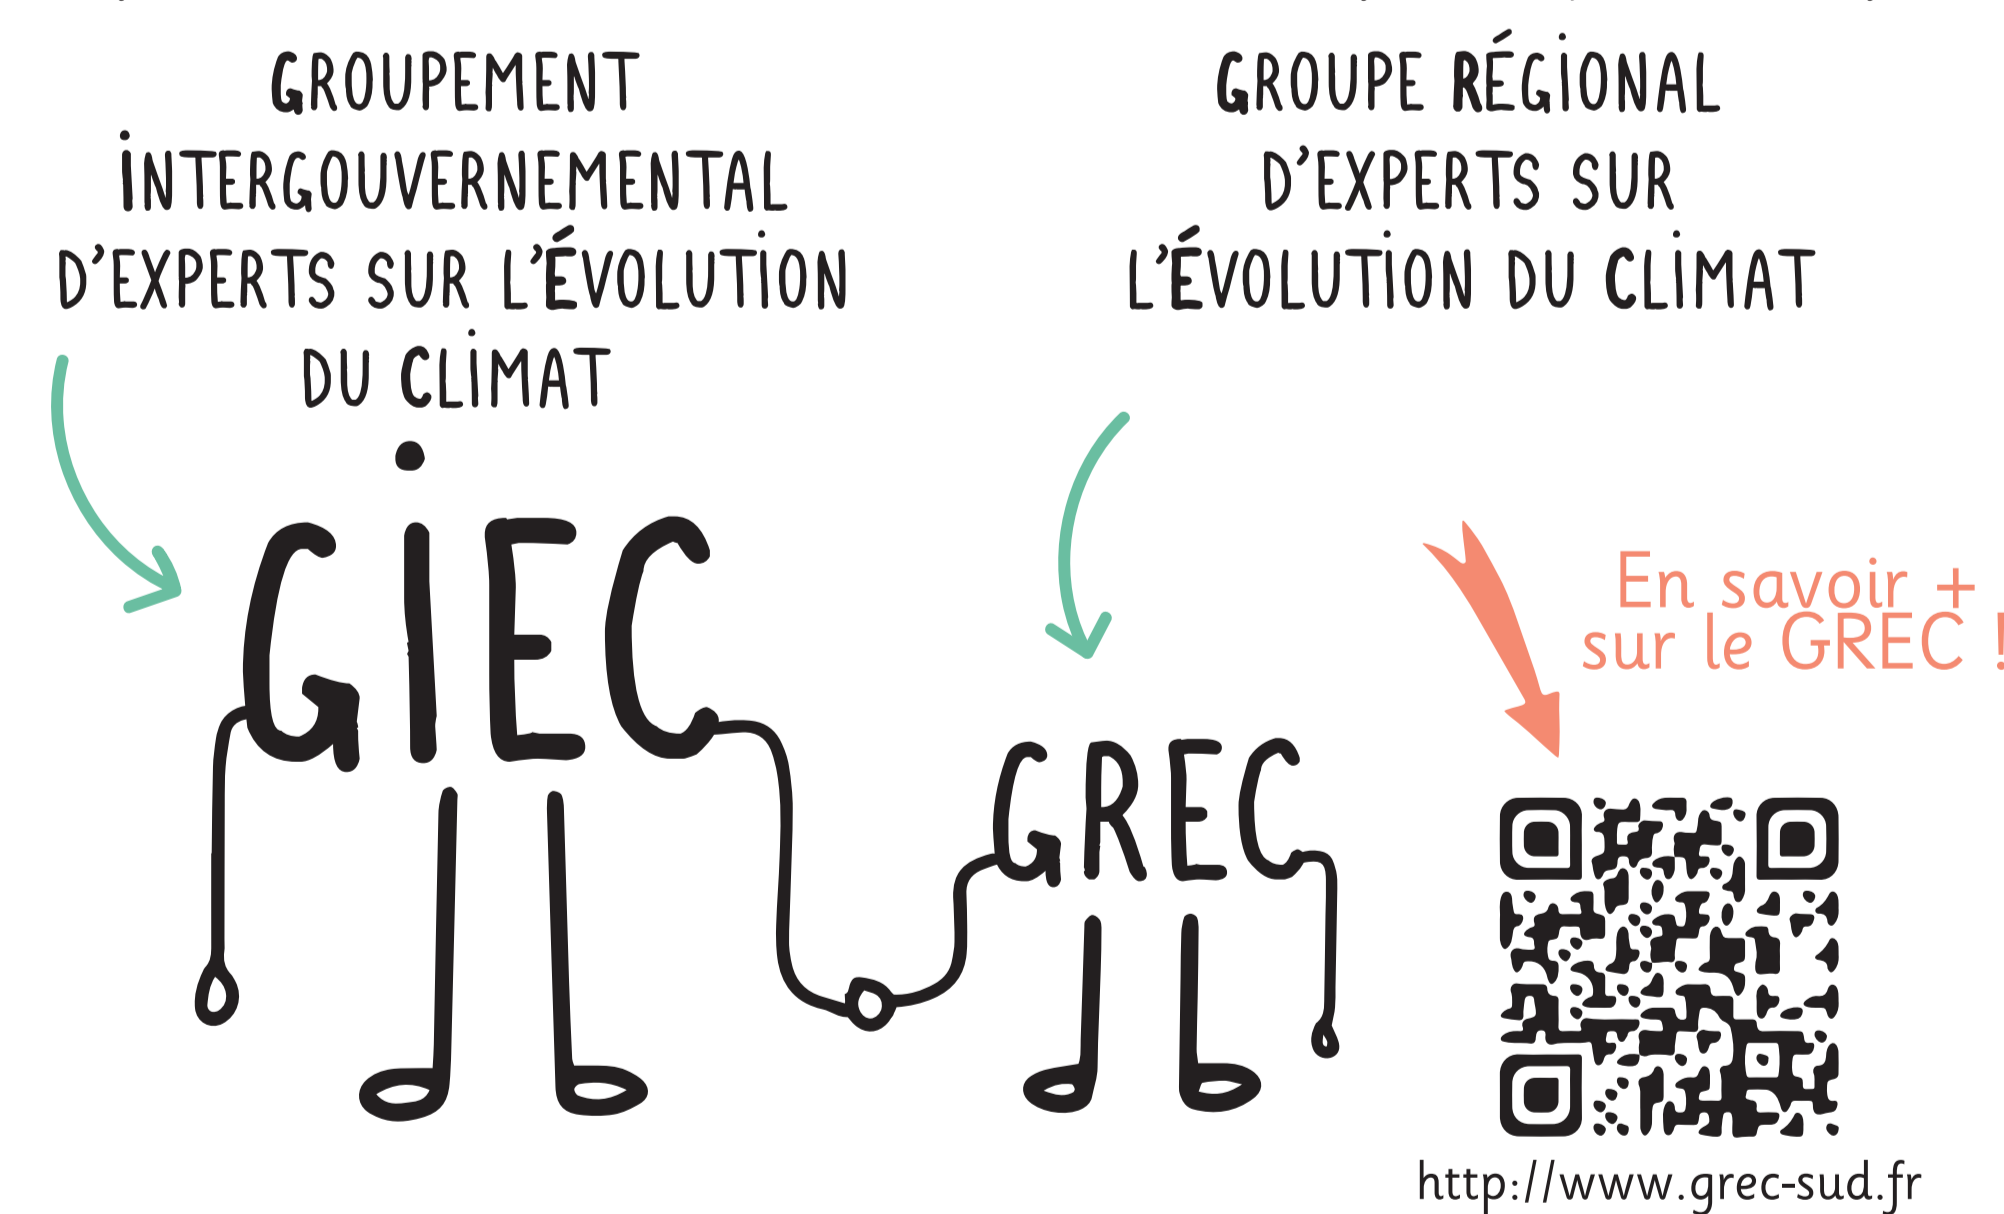 GROUPEMENT
INTERGOUVERNEMENTAL
D'EXPERTS SUR L'ÉVOLUTION
DU CLIMAT
GROUPE RÉGIONAL
D'EXPERTS SUR
L'ÉVOLUTION DU CLIMAT
GIEC
GREC
En savoir +
sur le GREC !
http://www.grec-sud.fr